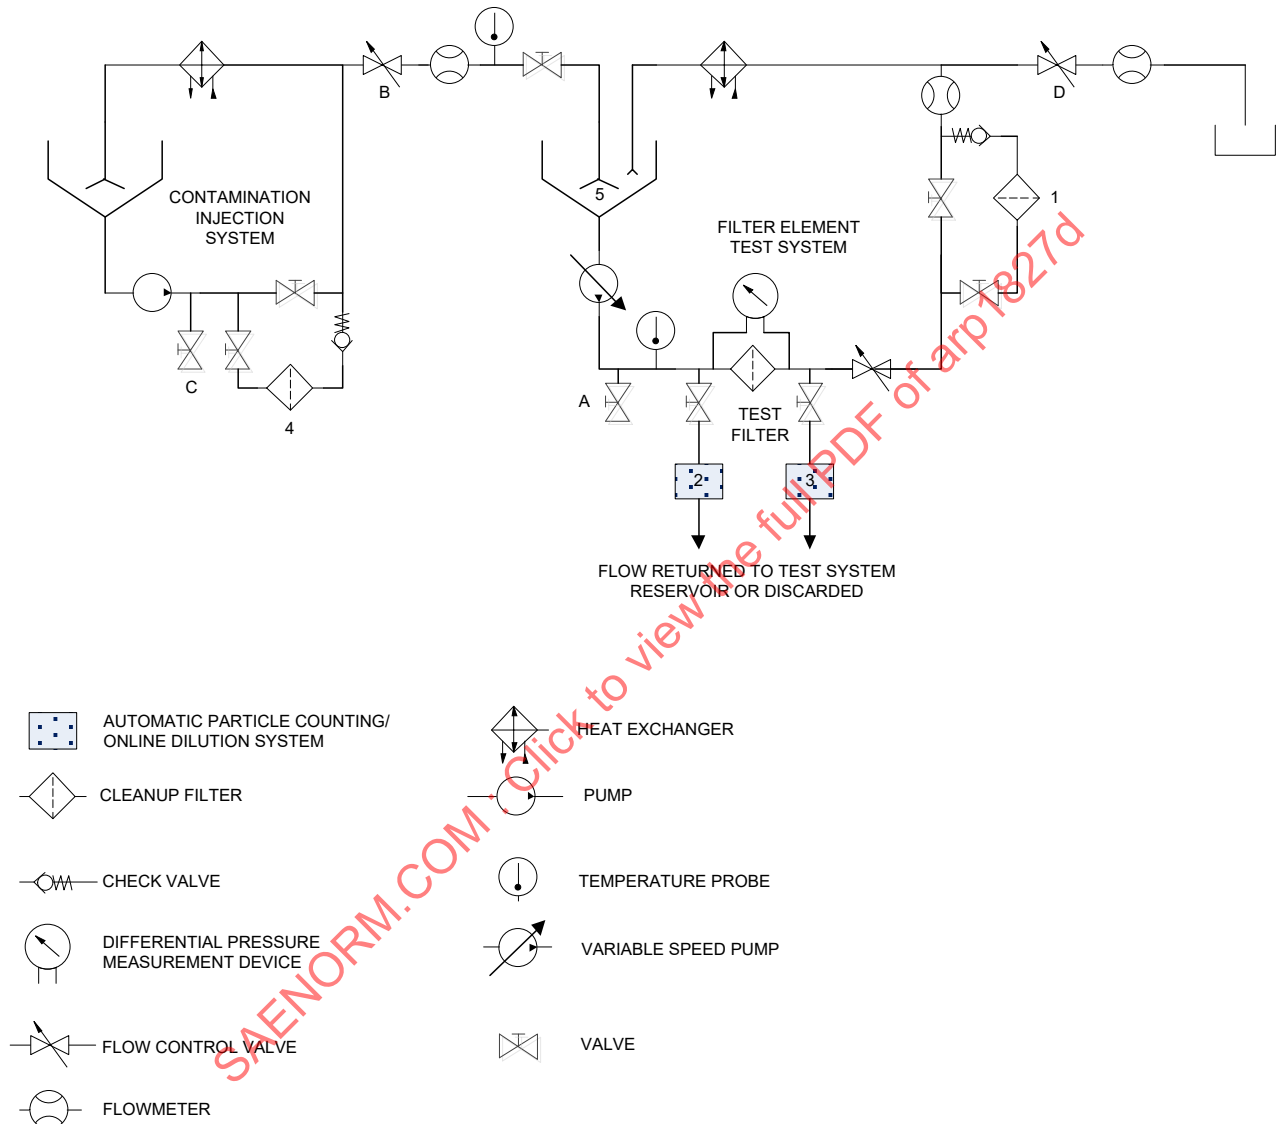 B
D
5
1
CONTAMINATION
INJECTION
SYSTEM
FILTER ELEMENT
TEST SYSTEM
C
4
A
TEST
FILTER
2
3
FLOW RETURNED TO TEST SYSTEM
RESERVOIR OR DISCARDED
AUTOMATIC PARTICLE COUNTING/
ONLINE DILUTION SYSTEM
HEAT EXCHANGER
CLEANUP FILTER
PUMP
CHECK VALVE
TEMPERATURE PROBE
DIFFERENTIAL PRESSURE
MEASUREMENT DEVICE
VARIABLE SPEED PUMP
FLOW CONTROL VALVE
VALVE
FLOWMETER
SAENORM.COM : Click to view the full PDF of arp1827d